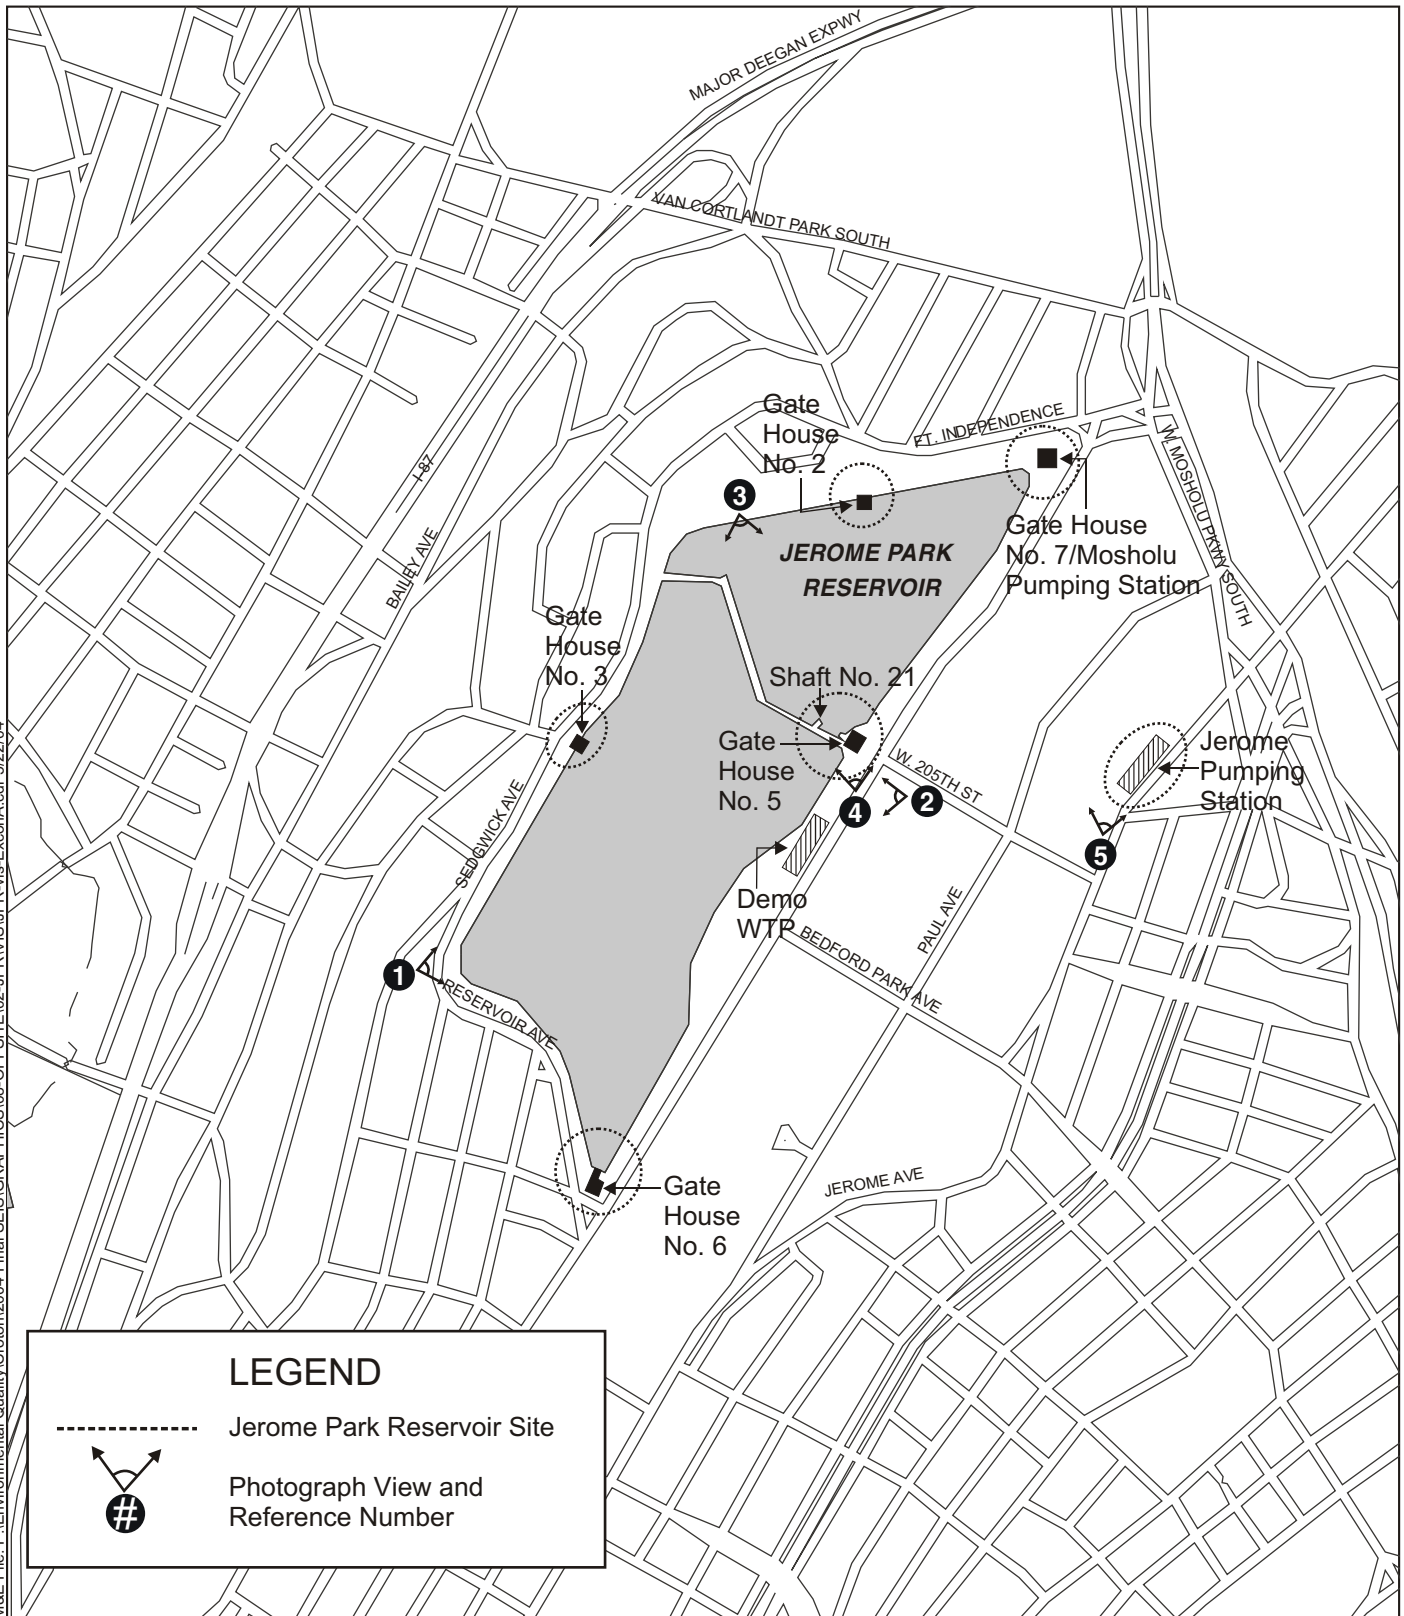 MAJOR DEEGAN EXPWY
VAN CORTLANDT PARK SOUTH
Gate
House
No. 2
FT. INDEPENDENCE
W. MOSHOLU PKWY SOUTH
I-87
3
JEROME PARK
RESERVOIR
Gate House
No. 7/Mosholu
Pumping Station
BAILEY AVE
Gate
House
No. 3
Shaft No. 21
Gate
House
No. 5
W. 205TH ST
Jerome
Pumping
Station
4
2
5
SEDGWICK AVE
Demo
WTP
BEDFORD PARK AVE
PAUL AVE
1
RESERVOIR AVE
JEROME AVE
Gate
House
No. 6
LEGEND
Jerome Park Reservoir Site
Photograph View and
Reference Number
#